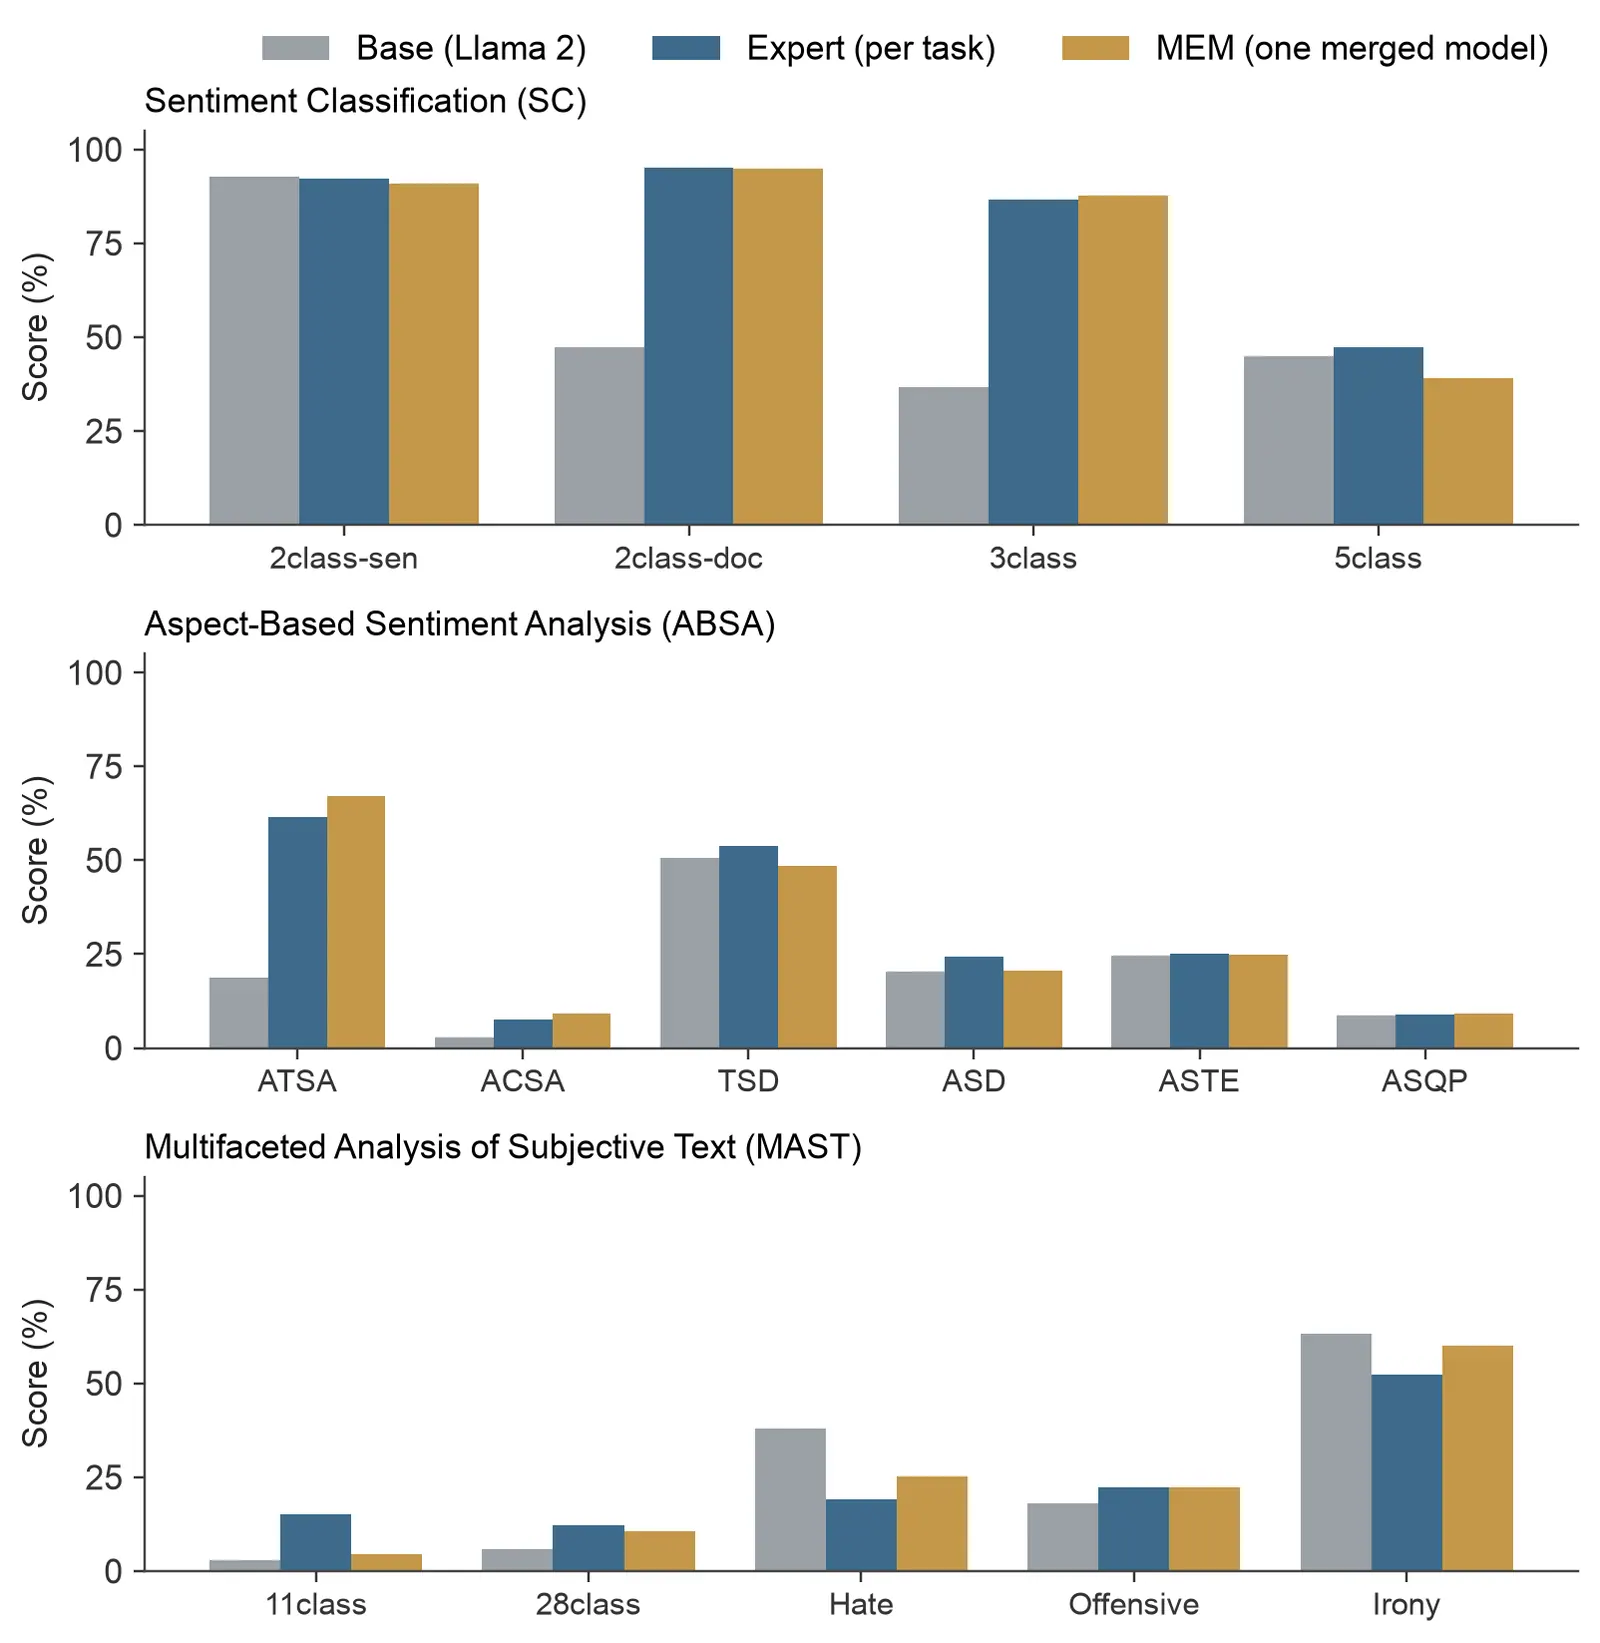 Base (Llama 2) Expert (per task) MEM (one merged model)
Sentiment Classification (SC)
Score (%)
100
75
50
25
0
2class-sen 2class-doc 3class 5class
Aspect-Based Sentiment Analysis (ABSA)
Score (%)
100
75
50
25
0
ATSA ACSA TSD ASD ASTE ASQP
Multifaceted Analysis of Subjective Text (MAST)
Score (%)
100
75
50
25
0
11class 28class Hate Offensive Irony